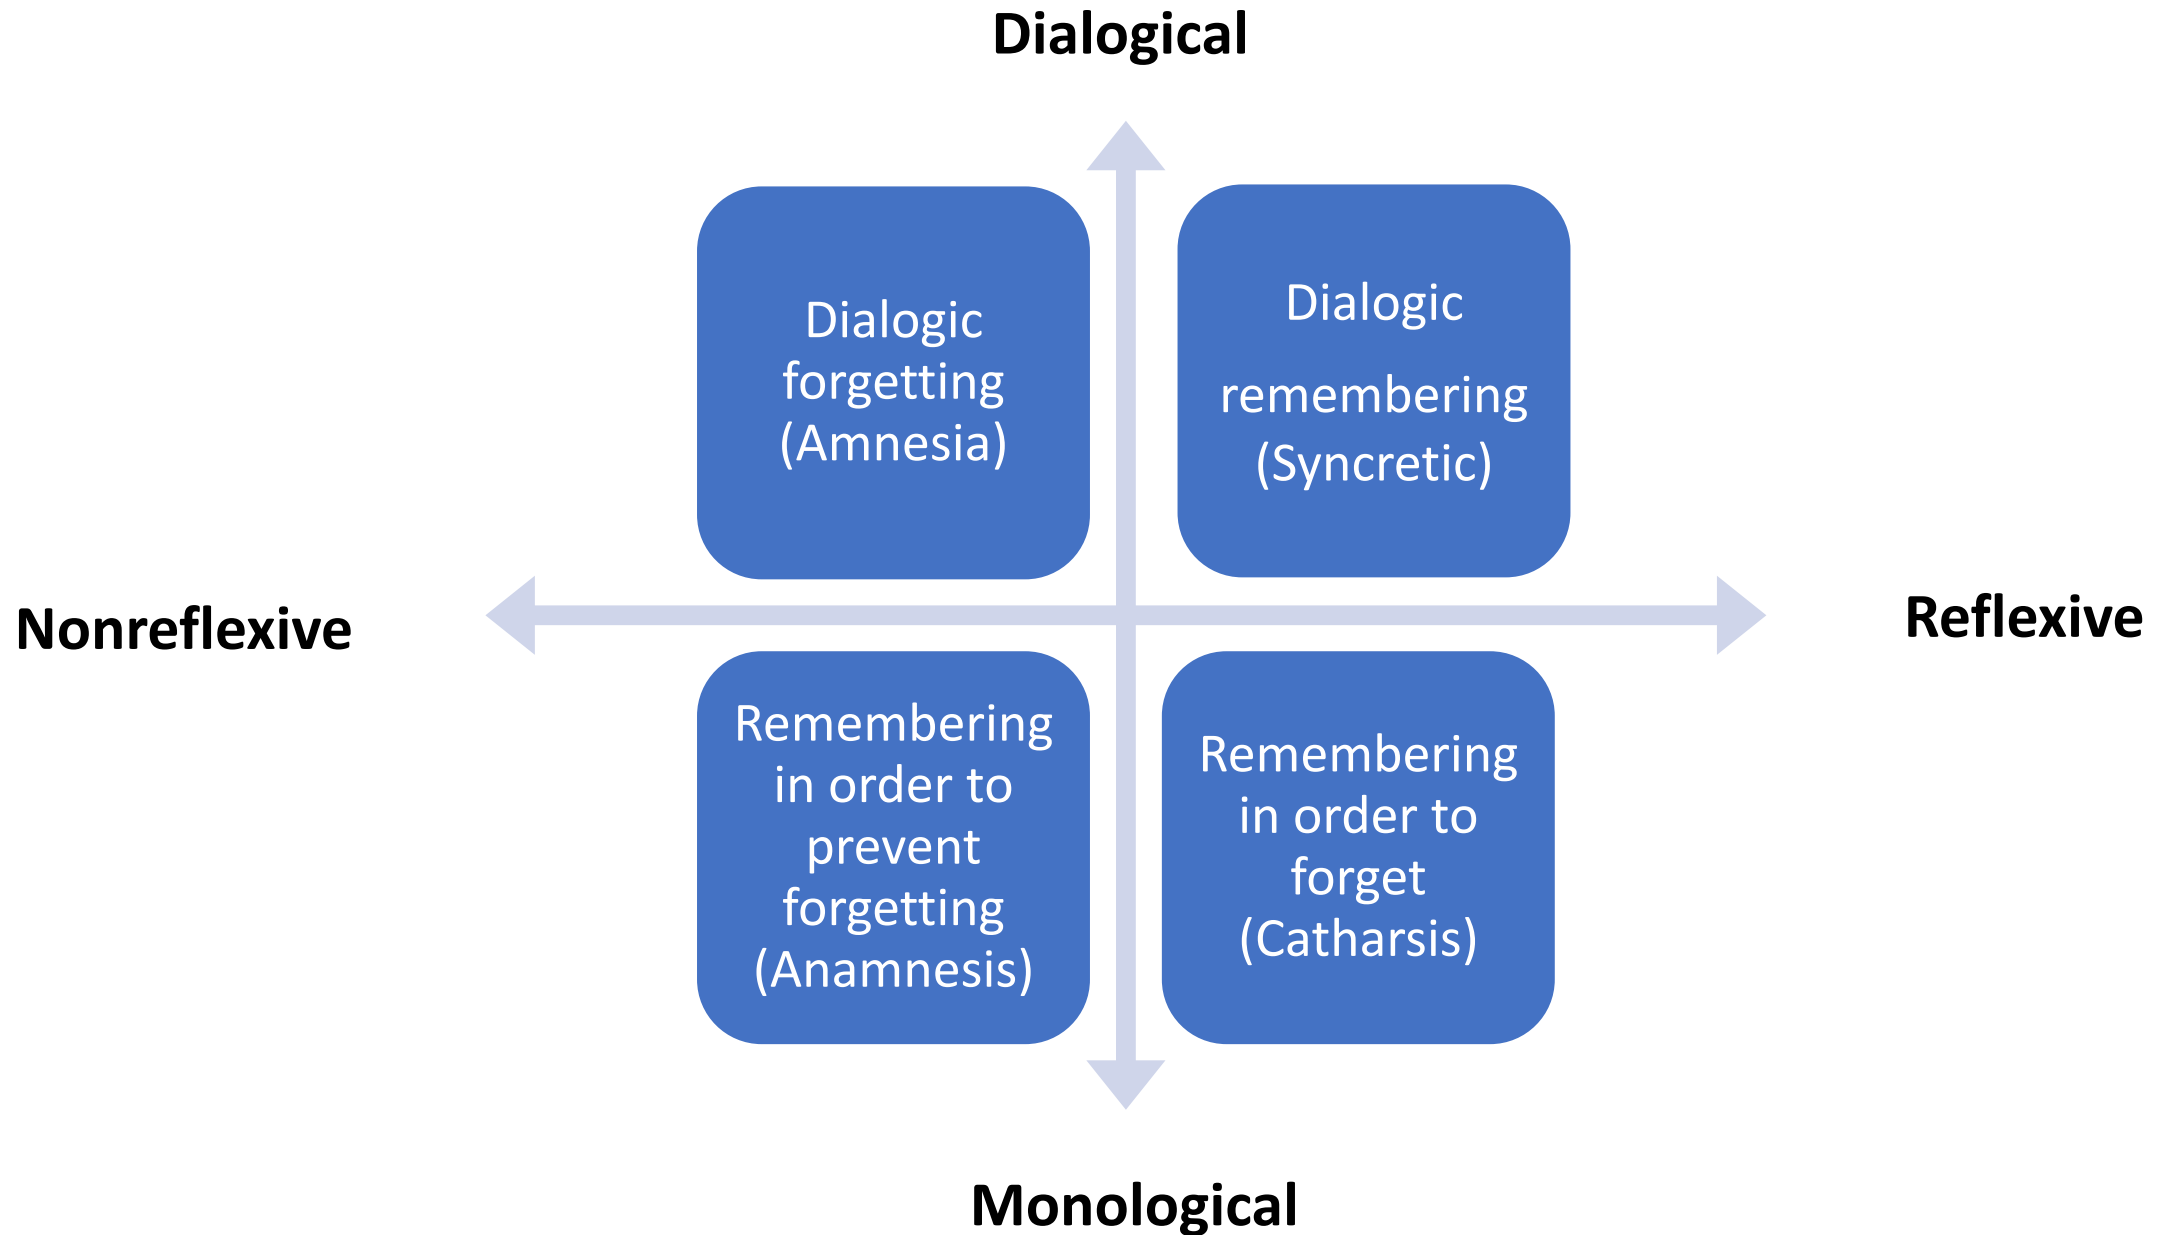 Dialogical
Dialogic
forgetting
(Amnesia)
Dialogic
remembering
(Syncretic)
Nonreflexive
Reflexive
Remembering
in order to
prevent
forgetting
(Anamnesis)
Remembering
in order to
forget
(Catharsis)
Monological